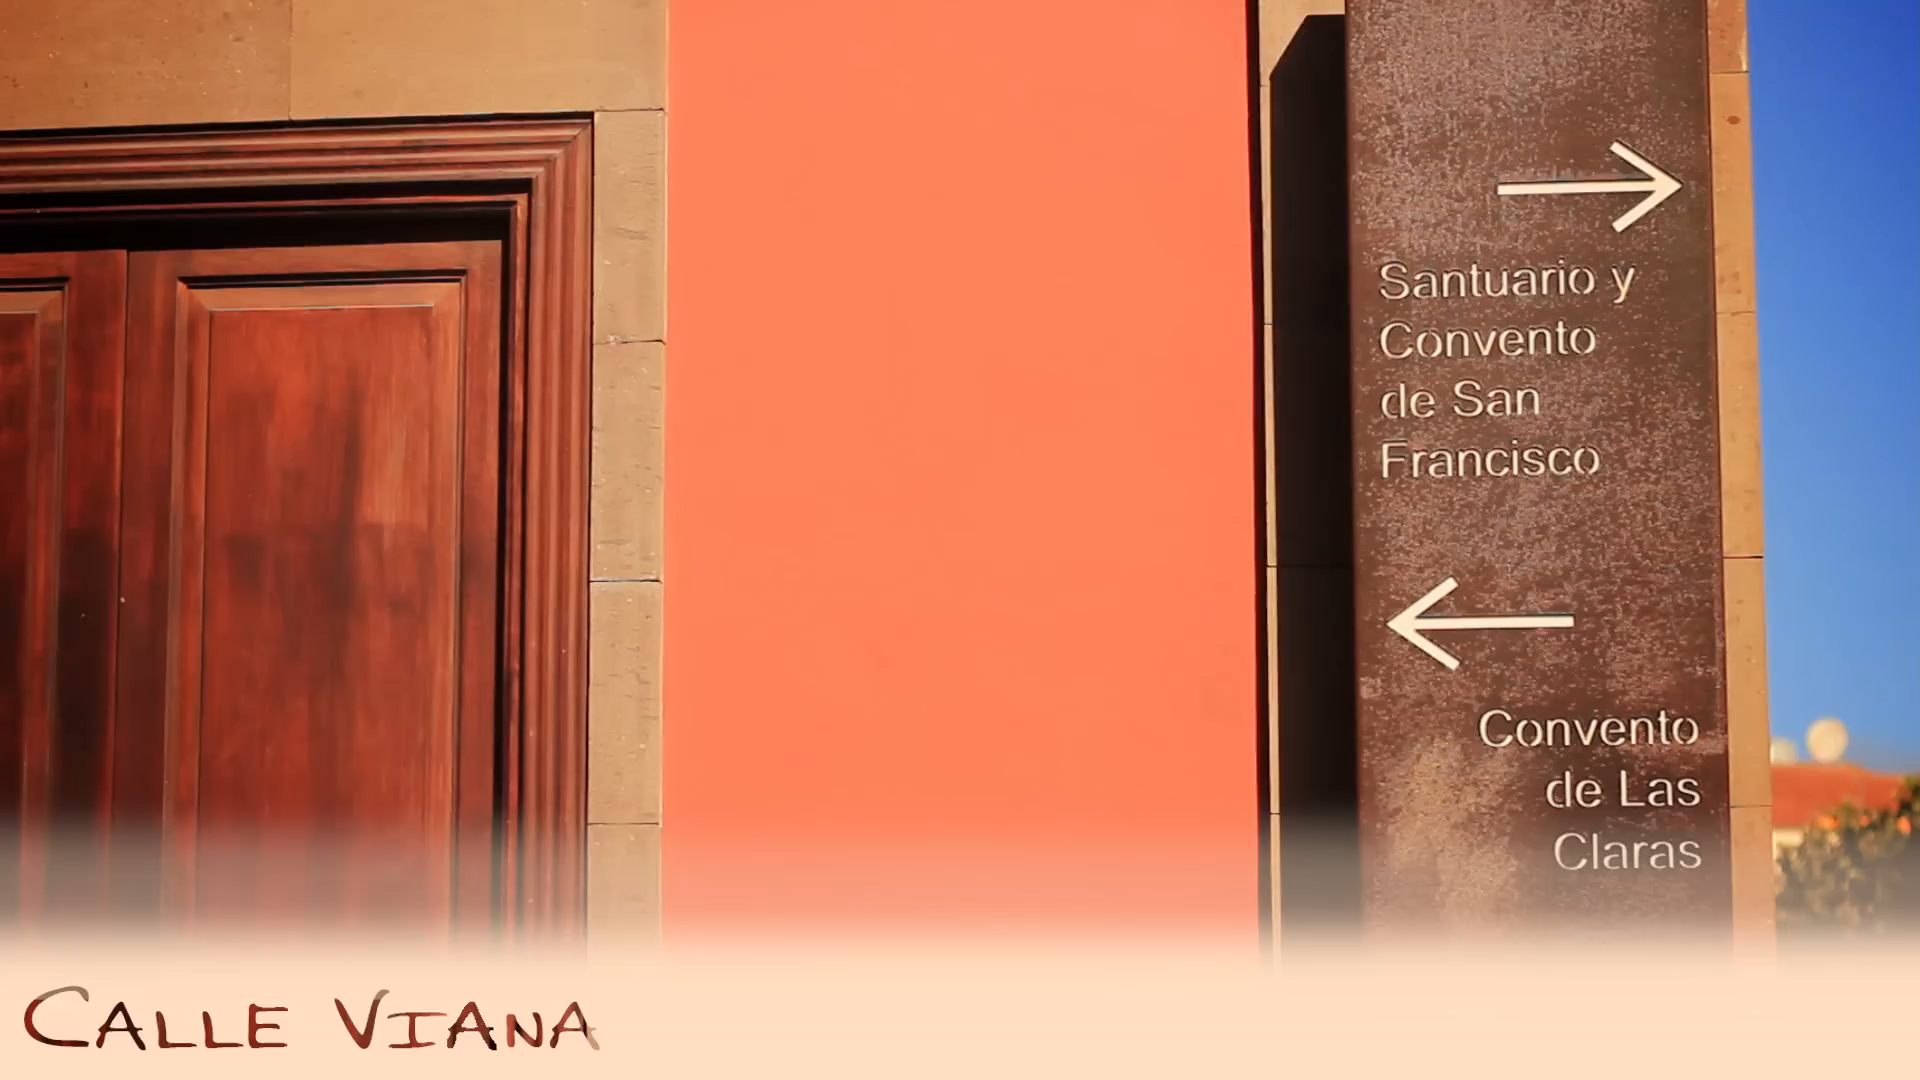 Santuario y
Convento
de San
Francisco
Convento
de Las
Claras
CALLE VIANA